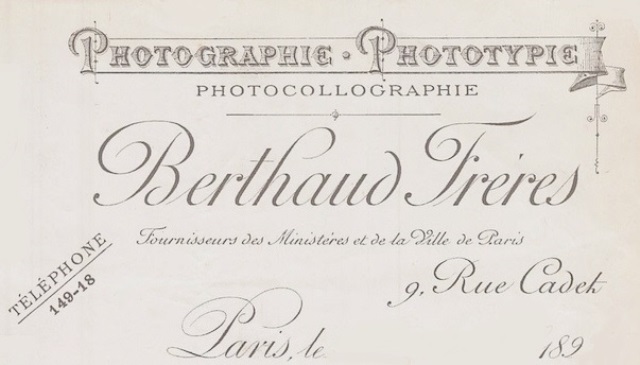 PHOTOGRAPHIE · PHOTOTYPIE
PHOTOCOLLOGRAPHIE
Berthaud Frères
Fournisseurs des Ministères et de la Ville de Paris
TÉLÉPHONE
149-18
9, Rue Cadet
Paris, le 189